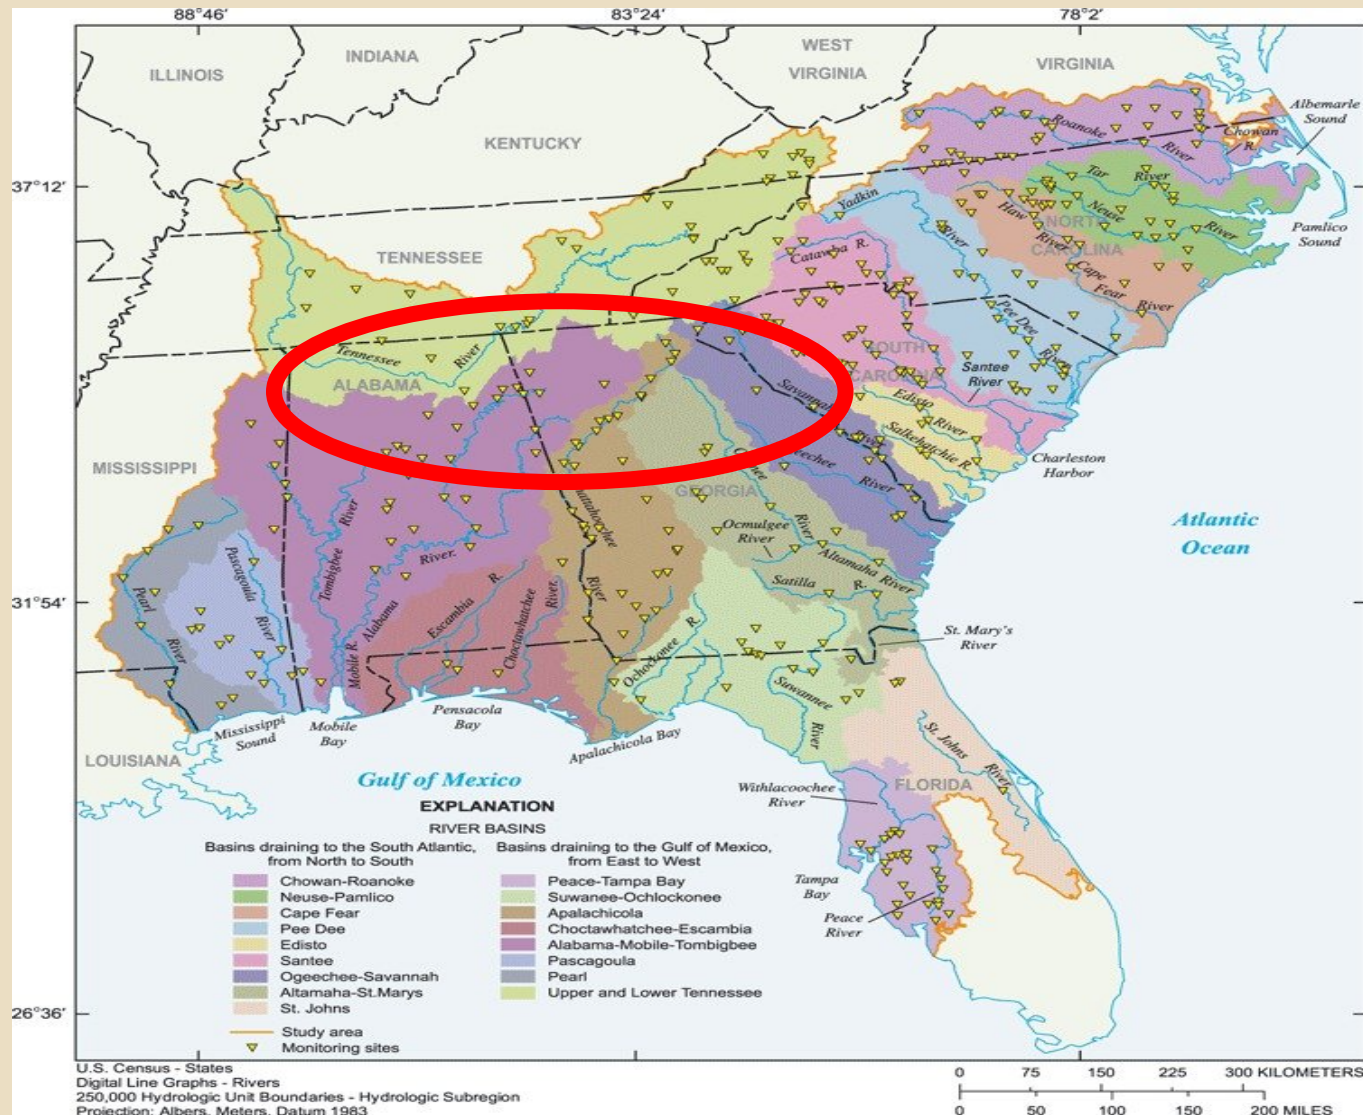 88°46'
83°24'
78°2'
37°12'
31°54'
26°36'
ILLINOIS
INDIANA
WEST
VIRGINIA
VIRGINIA
KENTUCKY
TENNESSEE
NORTH
CAROLINA
SOUTH
CAROLINA
ALABAMA
MISSISSIPPI
GEORGIA
LOUISIANA
FLORIDA
Albemarle
Sound
Roanoke
River
Chowan
R.
Pamlico
Sound
Tar
River
Neuse
River
Haw
River
Cape
Fear
River
Yadkin
River
Pee Dee
River
Catawba R.
Santee
River
Edisto
River
Salkehatchie R.
Charleston
Harbor
Savannah
River
Ogeechee
River
Oconee
River
Ocmulgee
River
Altamaha River
Satilla
R.
St. Mary's
River
Tennessee
River
Chattahoochee
River
Tombigbee
River
Alabama
River.
Mobile R.
Escambia
R.
Choctawhatchee
River.
Ochockonee
R.
Suwannee
River
Pascagoula
River
Pearl
River
Mississippi
Sound
Mobile
Bay
Pensacola
Bay
Apalachicola Bay
St. Johns
River
Withlacoochee
River
Tampa
Bay
Peace
River
Atlantic
Ocean
Gulf of Mexico
EXPLANATION
RIVER BASINS
Basins draining to the South Atlantic,
from North to South
Chowan-Roanoke
Neuse-Pamlico
Cape Fear
Pee Dee
Edisto
Santee
Ogeechee-Savannah
Altamaha-St.Marys
St. Johns
Basins draining to the Gulf of Mexico,
from East to West
Peace-Tampa Bay
Suwanee-Ochlockonee
Apalachicola
Choctawhatchee-Escambia
Alabama-Mobile-Tombigbee
Pascagoula
Pearl
Upper and Lower Tennessee
Study area
Monitoring sites
U.S. Census - States
Digital Line Graphs - Rivers
250,000 Hydrologic Unit Boundaries - Hydrologic Subregion
Projection: Albers, Meters, Datum 1983
0 75 150 225 300 KILOMETERS
0 50 100 150 200 MILES